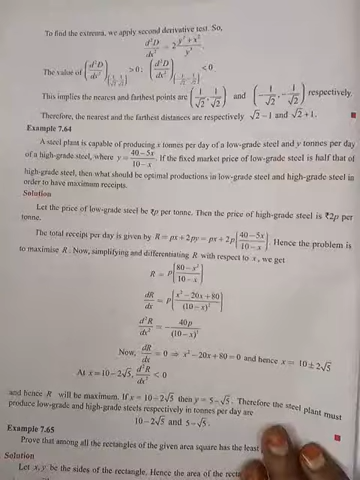 To find the extrema, we apply second derivative test. So,
d²D/dx² = 2 (y² + x²)/y³.
The value of (d²D/dx²)_(1/√2, 1/√2) > 0; (d²D/dx²)_(-1/√2, -1/√2) < 0.
This implies the nearest and farthest points are (1/√2, 1/√2) and (-1/√2, -1/√2) respectively.
Therefore, the nearest and the farthest distances are respectively √2 - 1 and √2 + 1.
Example 7.64
A steel plant is capable of producing x tonnes per day of a low-grade steel and y tonnes per day
of a high-grade steel, where y = (40 - 5x)/(10 - x). If the fixed market price of low-grade steel is half that of
high-grade steel, then what should be optimal productions in low-grade steel and high-grade steel in
order to have maximum receipts.
Solution
Let the price of low-grade steel be ₹p per tonne. Then the price of high-grade steel is ₹2p per
tonne.
The total receipt per day is given by R = px + 2py = px + 2p((40 - 5x)/(10 - x)). Hence the problem is
to maximise R. Now, simplifying and differentiating R with respect to x, we get
R = p((80 - x²)/(10 - x))
dR/dx = p((x² - 20x + 80)/(10 - x)²)
d²R/dx² = - 40p/(10 - x)³
Now, dR/dx = 0 ⇒ x² - 20x + 80 = 0 and hence x = 10 ± 2√5
At x = 10 - 2√5, d²R/dx² < 0
and hence R will be maximum. If x = 10 - 2√5 then y = 5 - √5. Therefore the steel plant must
produce low-grade and high-grade steels respectively in tonnes per day are
10 - 2√5 and 5 - √5.
Example 7.65
Prove that among all the rectangles of the given area square has the least
Solution
Let x, y be the sides of the rectangle. Hence the area of the